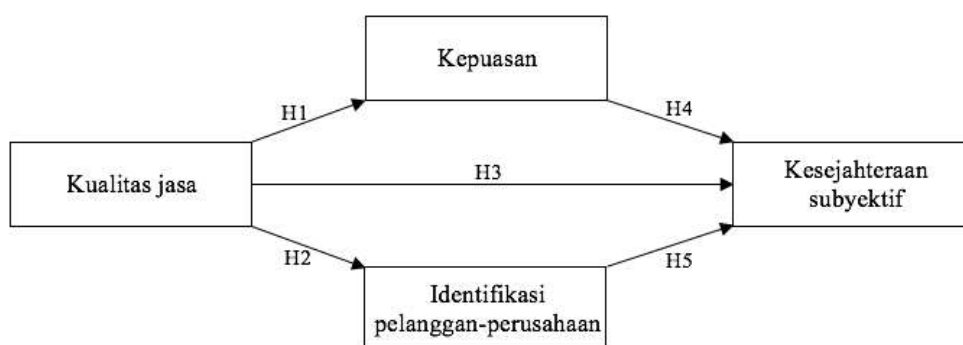 Kepuasan
H1
H4
Kualitas jasa
H3
Kesejahteraan
subyektif
H2
H5
Identifikasi
pelanggan-perusahaan